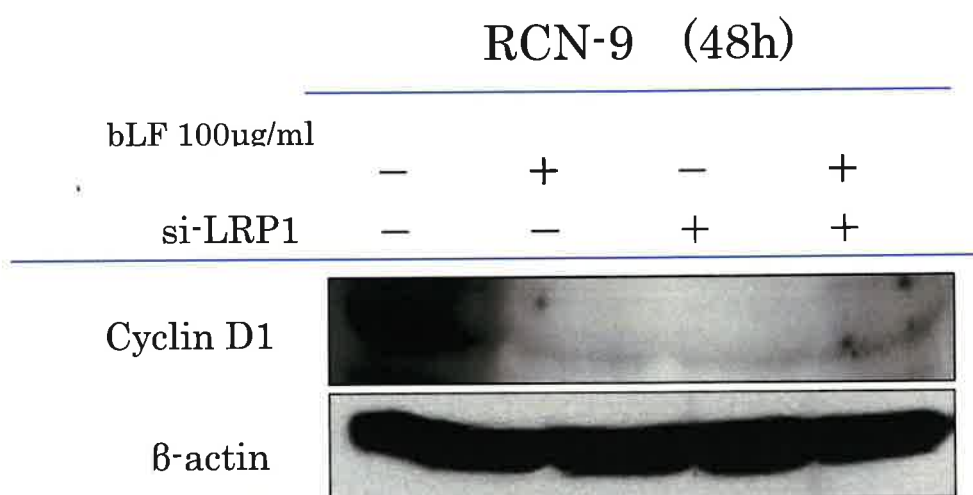 RCN-9 (48h)
bLF 100ug/ml
− + − +
si-LRP1 − − + +
Cyclin D1
β-actin